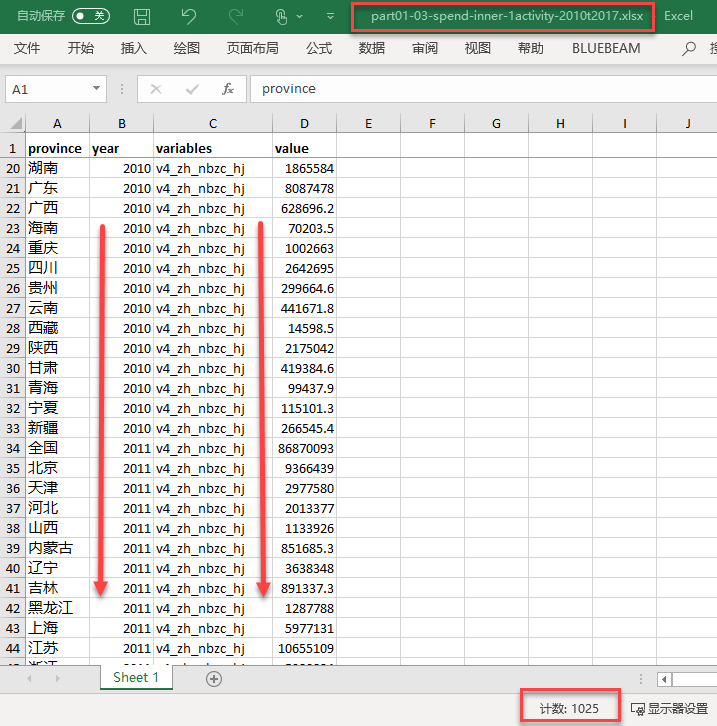 自动保存 关 part01-03-spend-inner-1activity-2010t2017.xlsx - Excel
文件 开始 插入 绘图 页面布局 公式 数据 审阅 视图 帮助 BLUEBEAM
A1 fx province
A B C D E F G H I J
1 province year variables value
20 湖南 2010 v4_zh_nbzc_hj 1865584
21 广东 2010 v4_zh_nbzc_hj 8087478
22 广西 2010 v4_zh_nbzc_hj 628696.2
23 海南 2010 v4_zh_nbzc_hj 70203.5
24 重庆 2010 v4_zh_nbzc_hj 1002663
25 四川 2010 v4_zh_nbzc_hj 2642695
26 贵州 2010 v4_zh_nbzc_hj 299664.6
27 云南 2010 v4_zh_nbzc_hj 441671.8
28 西藏 2010 v4_zh_nbzc_hj 14598.5
29 陕西 2010 v4_zh_nbzc_hj 2175042
30 甘肃 2010 v4_zh_nbzc_hj 419384.6
31 青海 2010 v4_zh_nbzc_hj 99437.9
32 宁夏 2010 v4_zh_nbzc_hj 115101.3
33 新疆 2010 v4_zh_nbzc_hj 266545.4
34 全国 2011 v4_zh_nbzc_hj 86870093
35 北京 2011 v4_zh_nbzc_hj 9366439
36 天津 2011 v4_zh_nbzc_hj 2977580
37 河北 2011 v4_zh_nbzc_hj 2013377
38 山西 2011 v4_zh_nbzc_hj 1133926
39 内蒙古 2011 v4_zh_nbzc_hj 851685.3
40 辽宁 2011 v4_zh_nbzc_hj 3638348
41 吉林 2011 v4_zh_nbzc_hj 891337.3
42 黑龙江 2011 v4_zh_nbzc_hj 1287788
43 上海 2011 v4_zh_nbzc_hj 5977131
44 江苏 2011 v4_zh_nbzc_hj 10655109
Sheet 1
计数: 1025 显示器设置